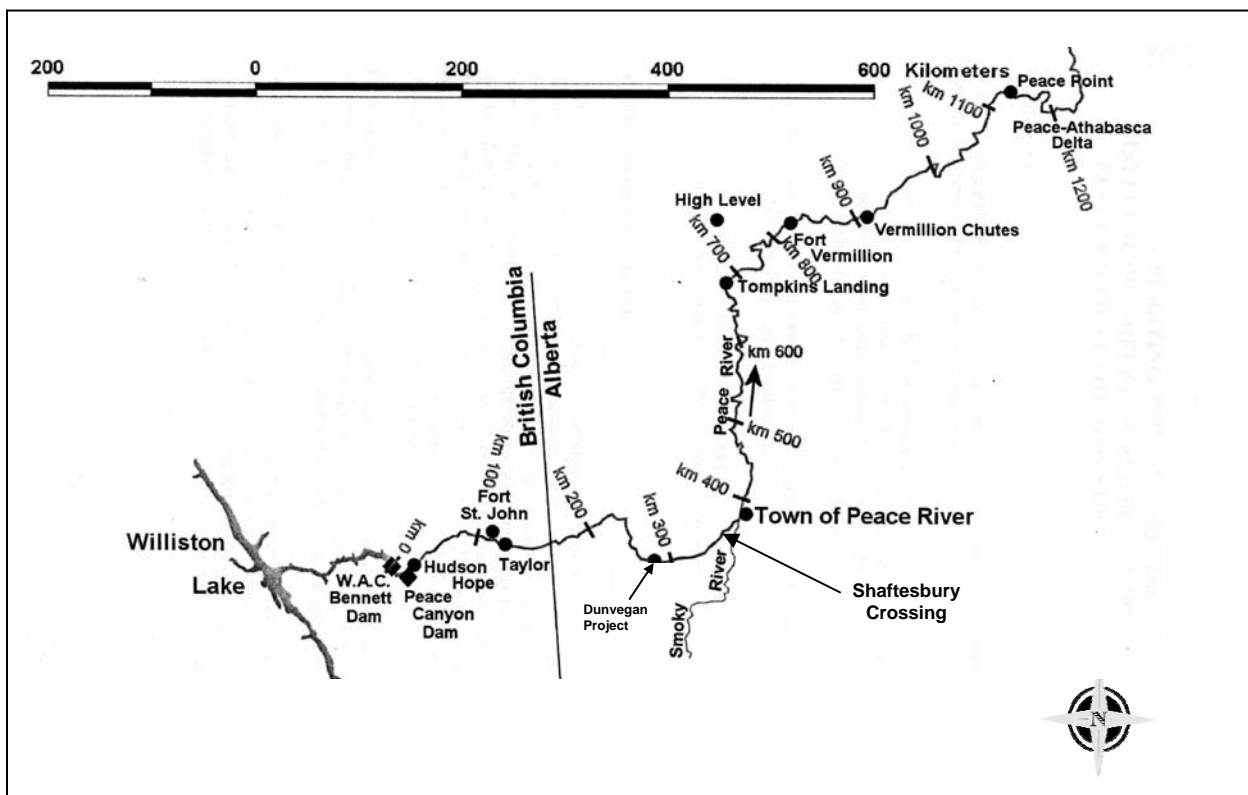 200
0
200
400
600
Kilometers
Peace Point
km 1100
km 1000
Peace-Athabasca
Delta
km 1200
km 900
High Level
km 700
Fort
Vermillion
km 800
Vermillion Chutes
Tompkins Landing
British Columbia
Alberta
Peace River
km 600
km 500
km 400
Town of Peace River
km 100
Fort
St. John
km 200
km 300
Williston
Lake
km 0
W.A.C.
Bennett
Dam
Hudson
Hope
Peace
Canyon
Dam
Taylor
Dunvegan
Project
Smoky River
Shaftesbury
Crossing
N